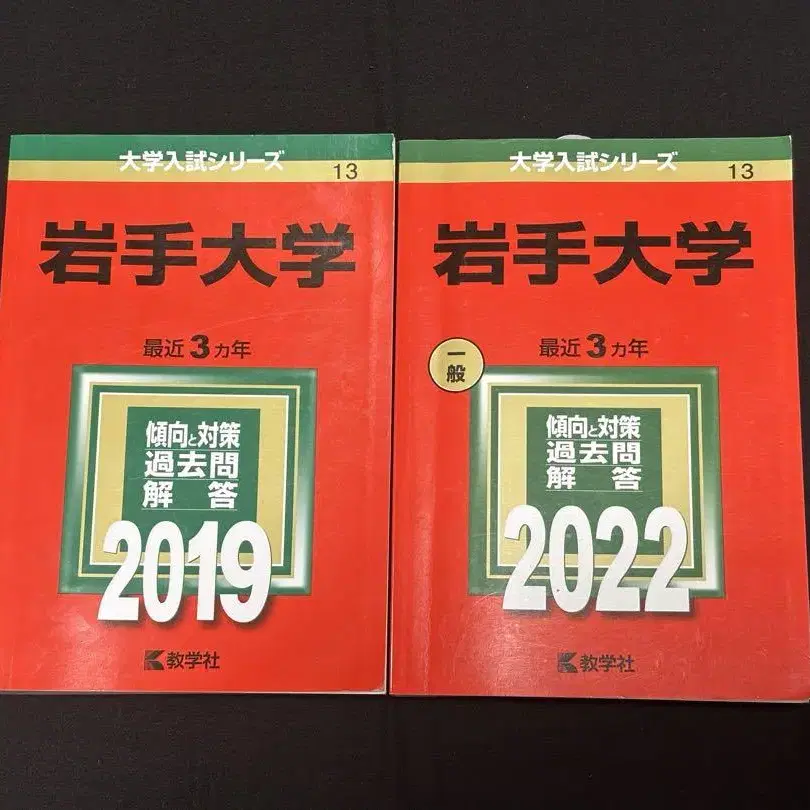 大学入試シリーズ
13
岩手大学
最近3ヵ年
傾向と対策
過去問
解答
2019
教学社
大学入試シリーズ
13
岩手大学
一般
最近3ヵ年
傾向と対策
過去問
解答
2022
教学社